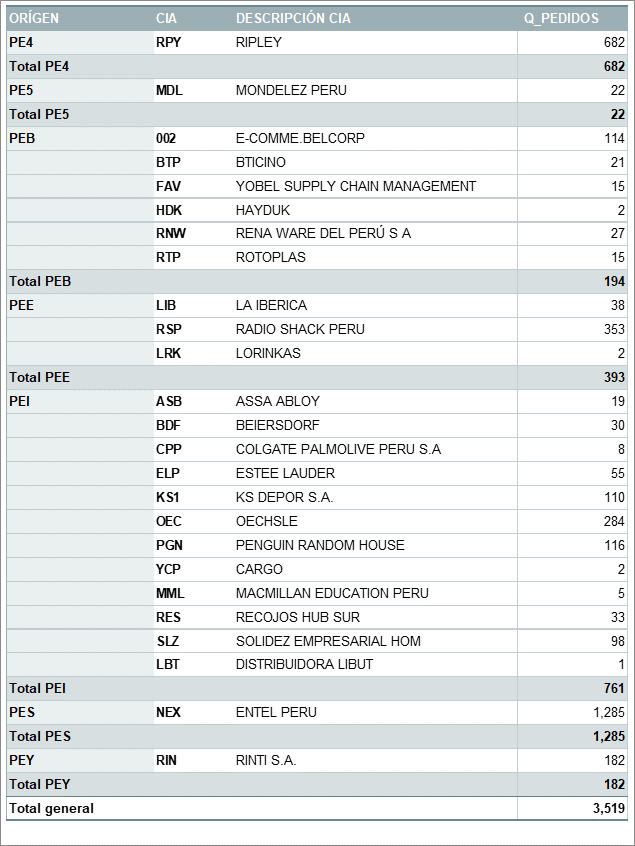 ORÍGEN CIA DESCRIPCIÓN CIA Q_PEDIDOS
PE4 RPY RIPLEY 682
Total PE4 682
PE5 MDL MONDELEZ PERU 22
Total PE5 22
PEB 002 E-COMME.BELCORP 114
BTP BTICINO 21
FAV YOBEL SUPPLY CHAIN MANAGEMENT 15
HDK HAYDUK 2
RNW RENA WARE DEL PERÚ S A 27
RTP ROTOPLAS 15
Total PEB 194
PEE LIB LA IBERICA 38
RSP RADIO SHACK PERU 353
LRK LORINKAS 2
Total PEE 393
PEI ASB ASSA ABLOY 19
BDF BEIERSDORF 30
CPP COLGATE PALMOLIVE PERU S.A 8
ELP ESTEE LAUDER 55
KS1 KS DEPOR S.A. 110
OEC OECHSLE 284
PGN PENGUIN RANDOM HOUSE 116
YCP CARGO 2
MML MACMILLAN EDUCATION PERU 5
RES RECOJOS HUB SUR 33
SLZ SOLIDEZ EMPRESARIAL HOM 98
LBT DISTRIBUIDORA LIBUT 1
Total PEI 761
PES NEX ENTEL PERU 1,285
Total PES 1,285
PEY RIN RINTI S.A. 182
Total PEY 182
Total general 3,519